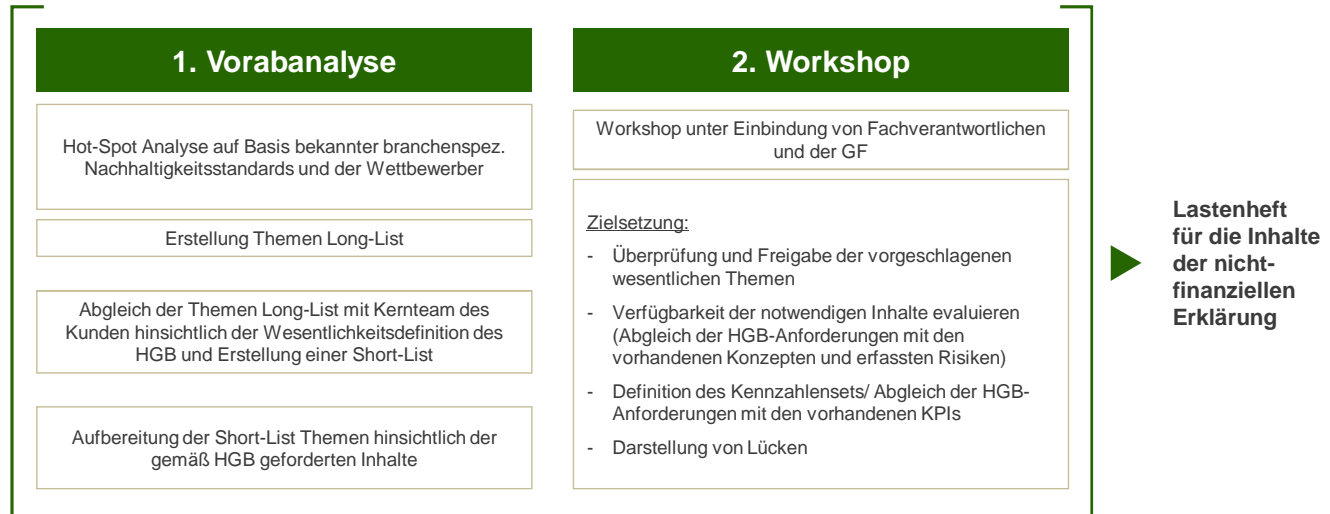 1. Vorabanalyse
Hot-Spot Analyse auf Basis bekannter branchenspez.
Nachhaltigkeitsstandards und der Wettbewerber
Erstellung Themen Long-List
Abgleich der Themen Long-List mit Kernteam des
Kunden hinsichtlich der Wesentlichkeitsdefinition des
HGB und Erstellung einer Short-List
Aufbereitung der Short-List Themen hinsichtlich der
gemäß HGB geforderten Inhalte
2. Workshop
Workshop unter Einbindung von Fachverantwortlichen
und der GF
Zielsetzung:
- Überprüfung und Freigabe der vorgeschlagenen
wesentlichen Themen
- Verfügbarkeit der notwendigen Inhalte evaluieren
(Abgleich der HGB-Anforderungen mit den
vorhandenen Konzepten und erfassten Risiken)
- Definition des Kennzahlensets/ Abgleich der HGB-
Anforderungen mit den vorhandenen KPIs
- Darstellung von Lücken
Lastenheft
für die Inhalte
der nicht-
finanziellen
Erklärung